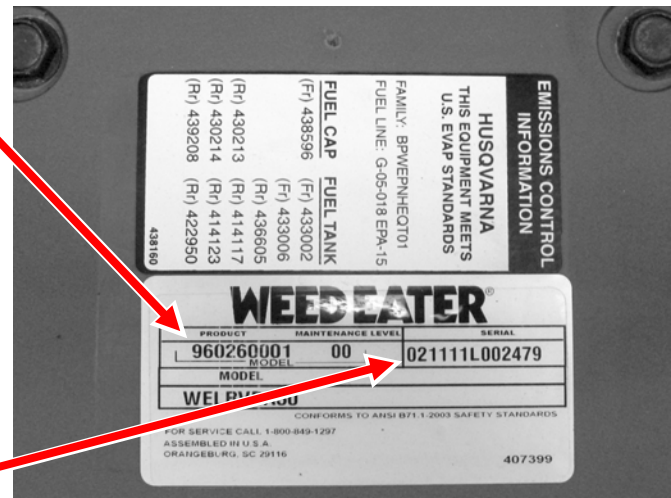 EMISSIONS CONTROL
INFORMATION
HUSQVARNA
THIS EQUIPMENT MEETS
U.S. EVAP STANDARDS
FAMILY: BPWEPNHEQT01
FUEL LINE: G-05-018 EPA-15
FUEL CAP FUEL TANK
(Fr) 438596 (Fr) 433002
(Fr) 433006
(Rr) 436605
(Rr) 430213 (Rr) 414117
(Rr) 430214 (Rr) 414123
(Rr) 439208 (Rr) 422950
438160
WEED EATER®
PRODUCT MAINTENANCE LEVEL SERIAL
960260001 00 021111L002479
MODEL
MODEL
CONFORMS TO ANSI B71.1-2003 SAFETY STANDARDS
FOR SERVICE CALL 1-800-849-1297
ASSEMBLED IN U.S.A.
ORANGEBURG, SC 29116
407399